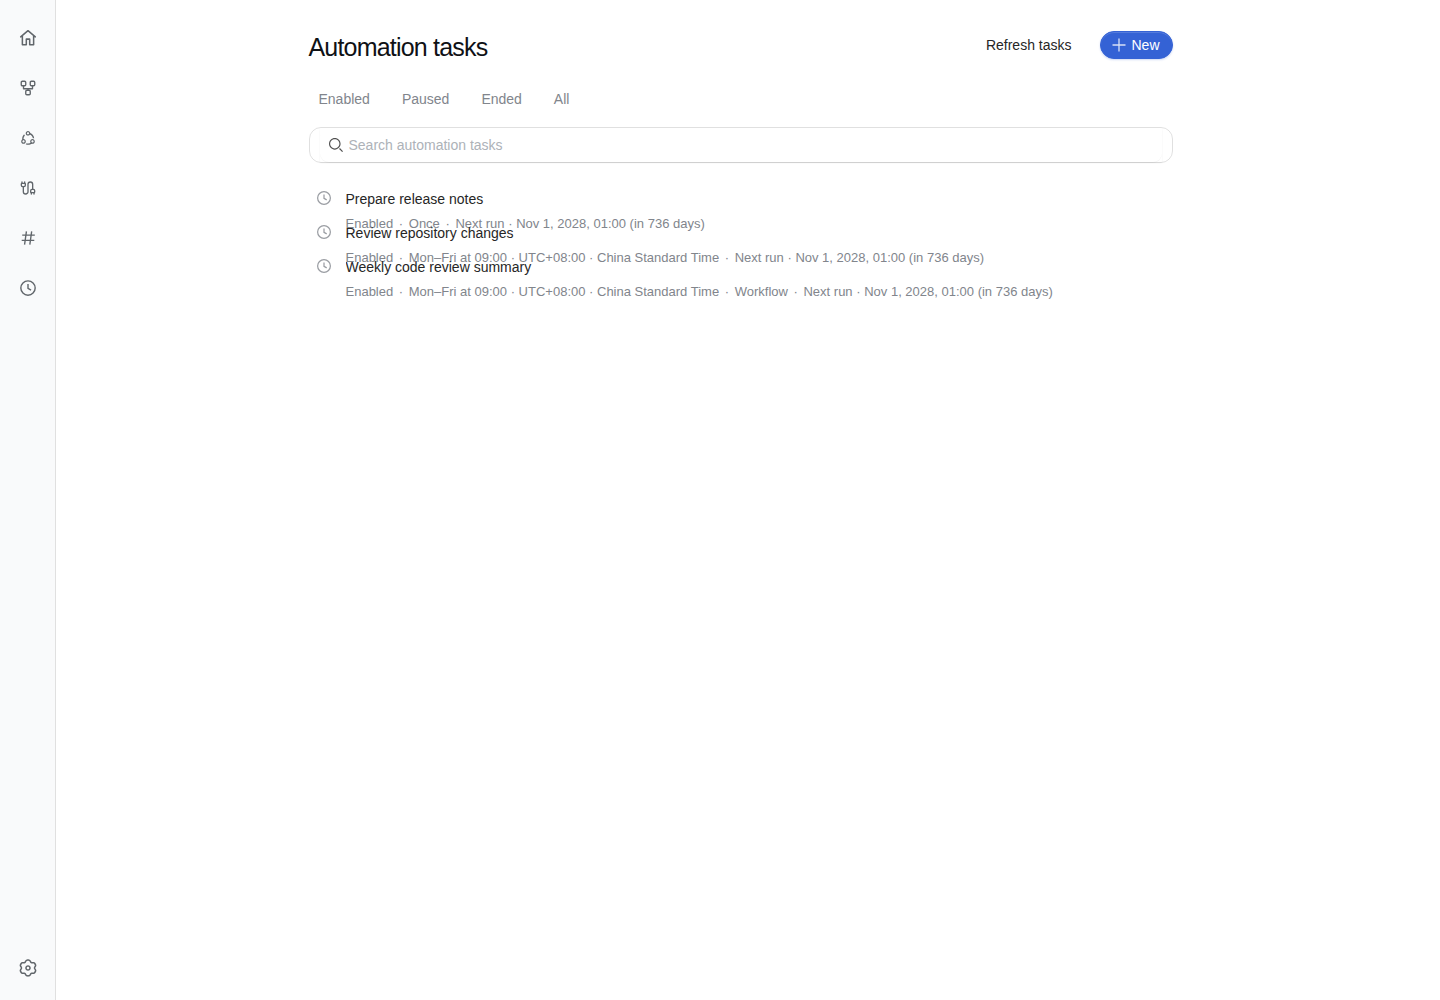 Automation tasks
Refresh tasks
New
Enabled
Paused
Ended
All
Search automation tasks
Prepare release notes
Enabled · Once · Next run · Nov 1, 2028, 01:00 (in 736 days)
Review repository changes
Enabled · Mon–Fri at 09:00 · UTC+08:00 · China Standard Time · Next run · Nov 1, 2028, 01:00 (in 736 days)
Weekly code review summary
Enabled · Mon–Fri at 09:00 · UTC+08:00 · China Standard Time · Workflow · Next run · Nov 1, 2028, 01:00 (in 736 days)